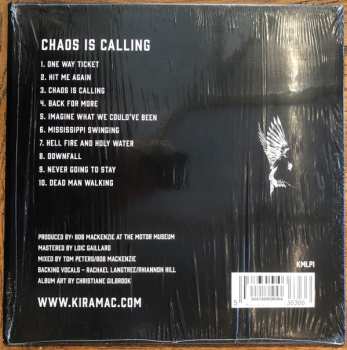 CHAOS IS CALLING
1. ONE WAY TICKET
2. HIT ME AGAIN
3. CHAOS IS CALLING
4. BACK FOR MORE
5. IMAGINE WHAT WE COULD'VE BEEN
6. MISSISSIPPI SWINGING
7. HELL FIRE AND HOLY WATER
8. DOWNFALL
9. NEVER GOING TO STAY
10. DEAD MAN WALKING
PRODUCED BY: BOB MACKENZIE AT THE MOTOR MUSEUM
MASTERED BY LOIC GAILLARD
MIXED BY TOM PETERS/BOB MACKENZIE
BACKING VOCALS - RACHAEL LANGTREE/RHIANNON HILL
ALBUM ART BY CHRISTIANE DILBROOK
WWW.KIRAMAC.COM
KMLP1